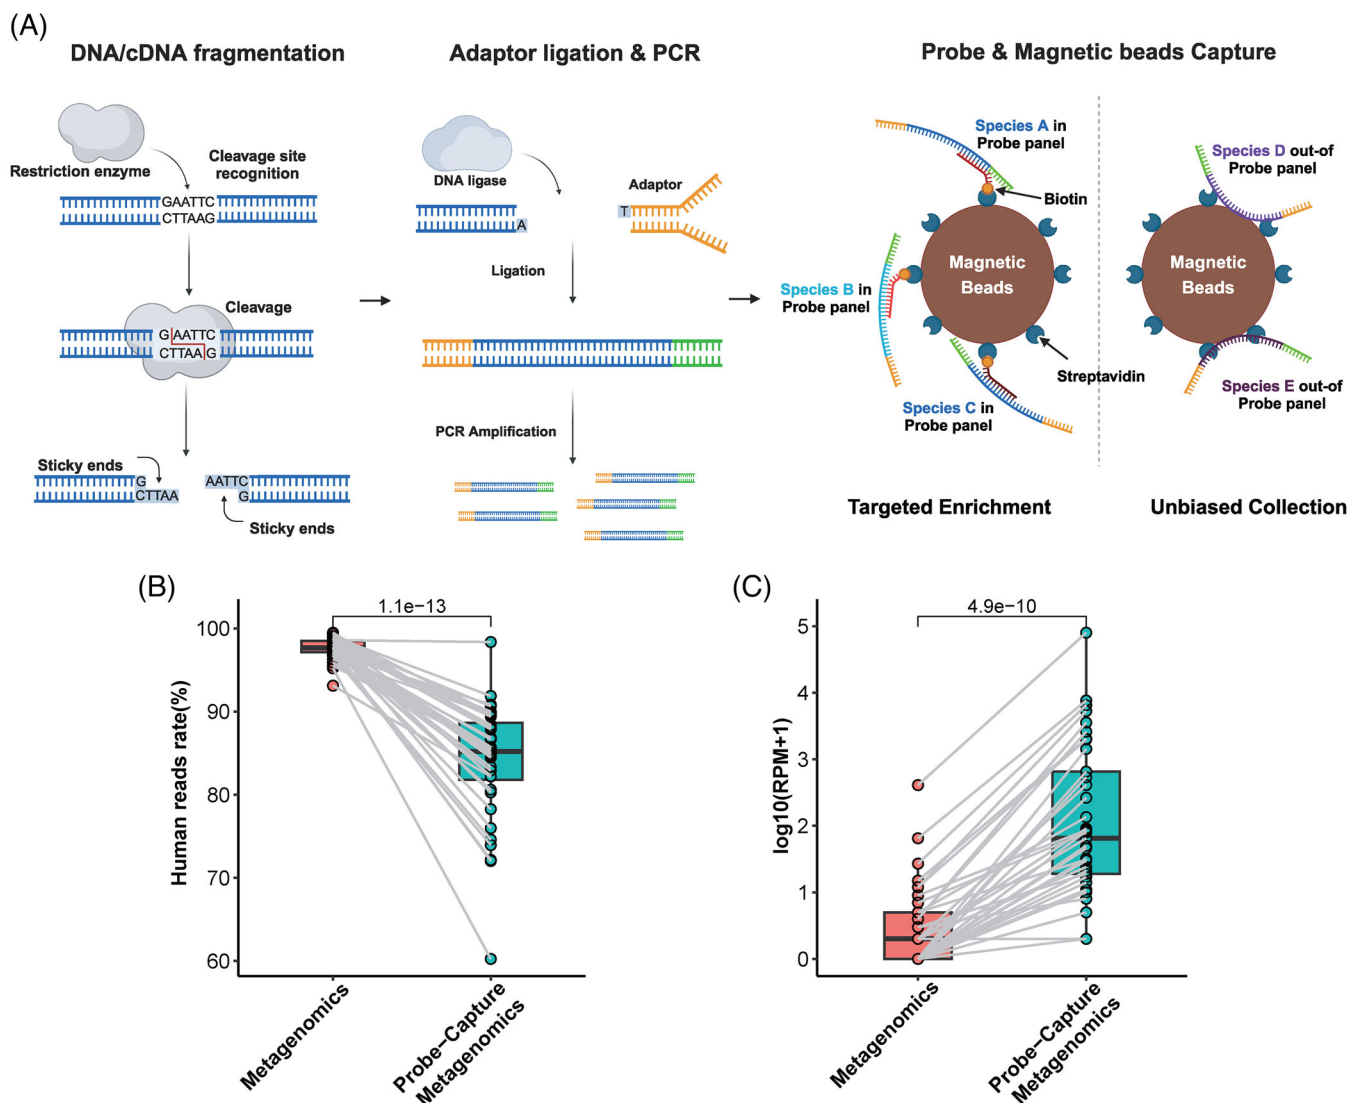 (A)
DNA/cDNA fragmentation
Restriction enzyme
Cleavage site
recognition
GAATTC
CTTAAG
Cleavage
G AATTC
CTTAA G
Sticky ends
G
CTTAA
AATTC
G
Sticky ends
Adaptor ligation & PCR
DNA ligase
Adaptor
A
T
Ligation
PCR Amplification
Probe & Magnetic beads Capture
Species A in
Probe panel
Biotin
Magnetic
Beads
Species B in
Probe panel
Streptavidin
Species C in
Probe panel
Targeted Enrichment
Species D out-of
Probe panel
Magnetic
Beads
Species E out-of
Probe panel
Unbiased Collection
(B)
1.1e−13
Human reads rate(%)
100
90
80
70
60
Metagenomics
Probe−Capture
Metagenomics
(C)
4.9e−10
log10(RPM+1)
5
4
3
2
1
0
Metagenomics
Probe−Capture
Metagenomics